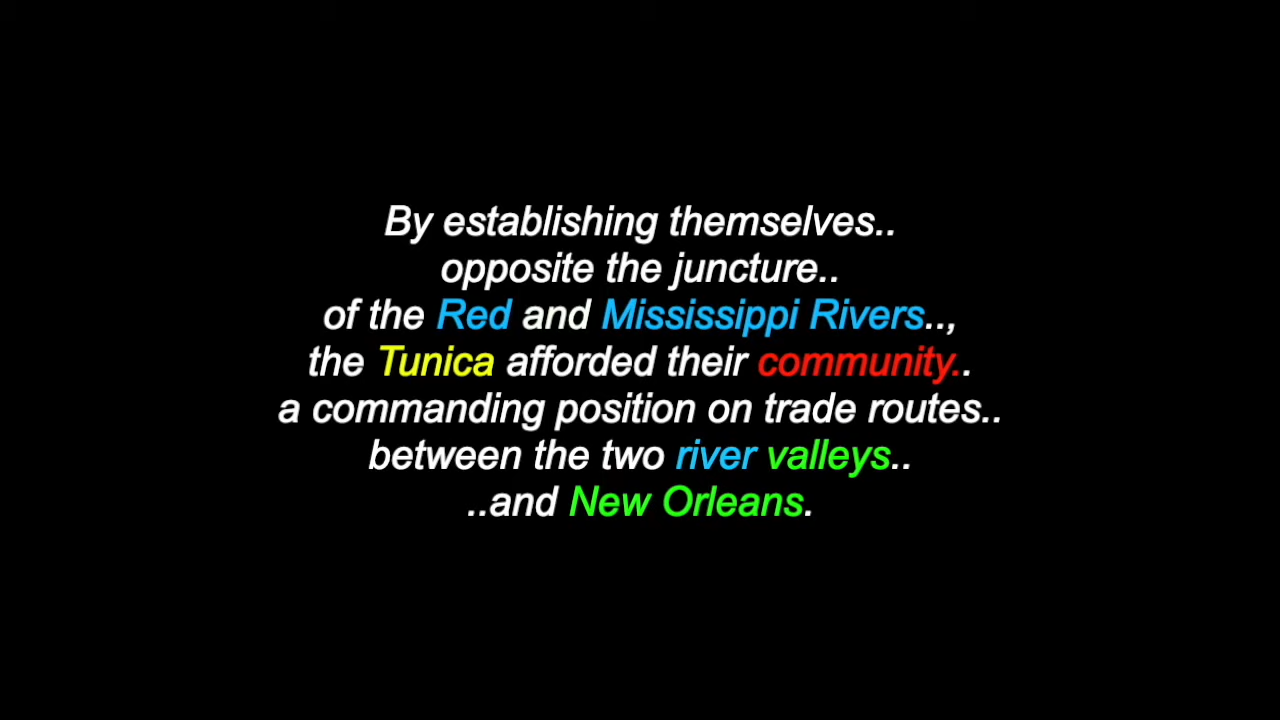 By establishing themselves..
opposite the juncture..
of the Red and Mississippi Rivers..,
the Tunica afforded their community..
a commanding position on trade routes..
between the two river valleys..
..and New Orleans.